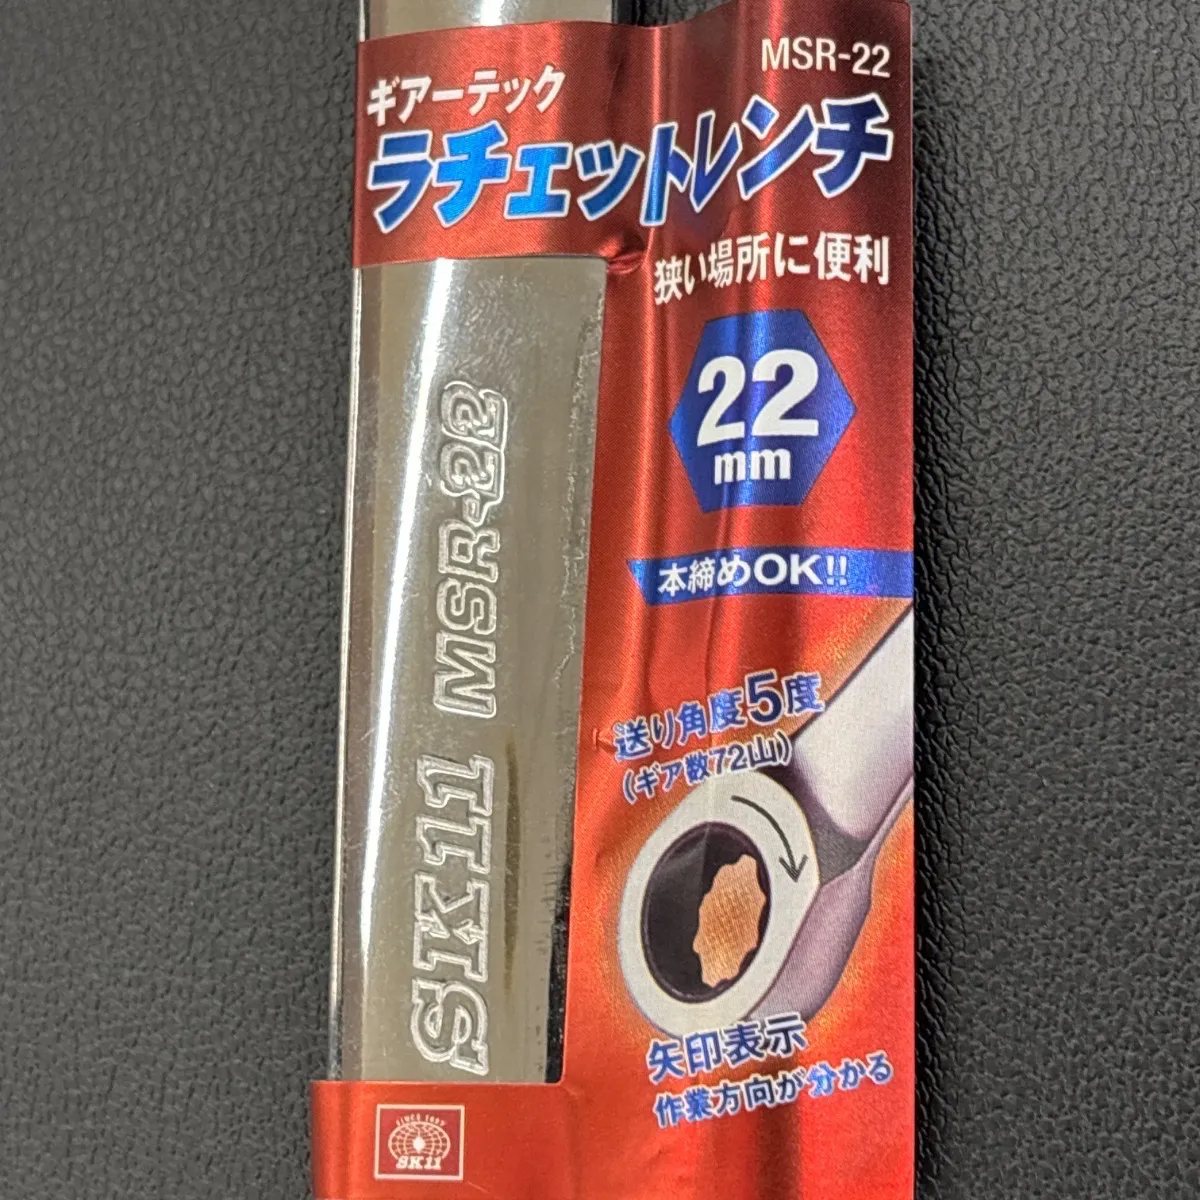 MSR-22
ギアーテック
ラチェットレンチ
狭い場所に便利
22
mm
本締めOK!!
送り角度5度
(ギア数72山)
矢印表示
作業方向が分かる
SK11 MSR-22
SINCE 1967
SK11